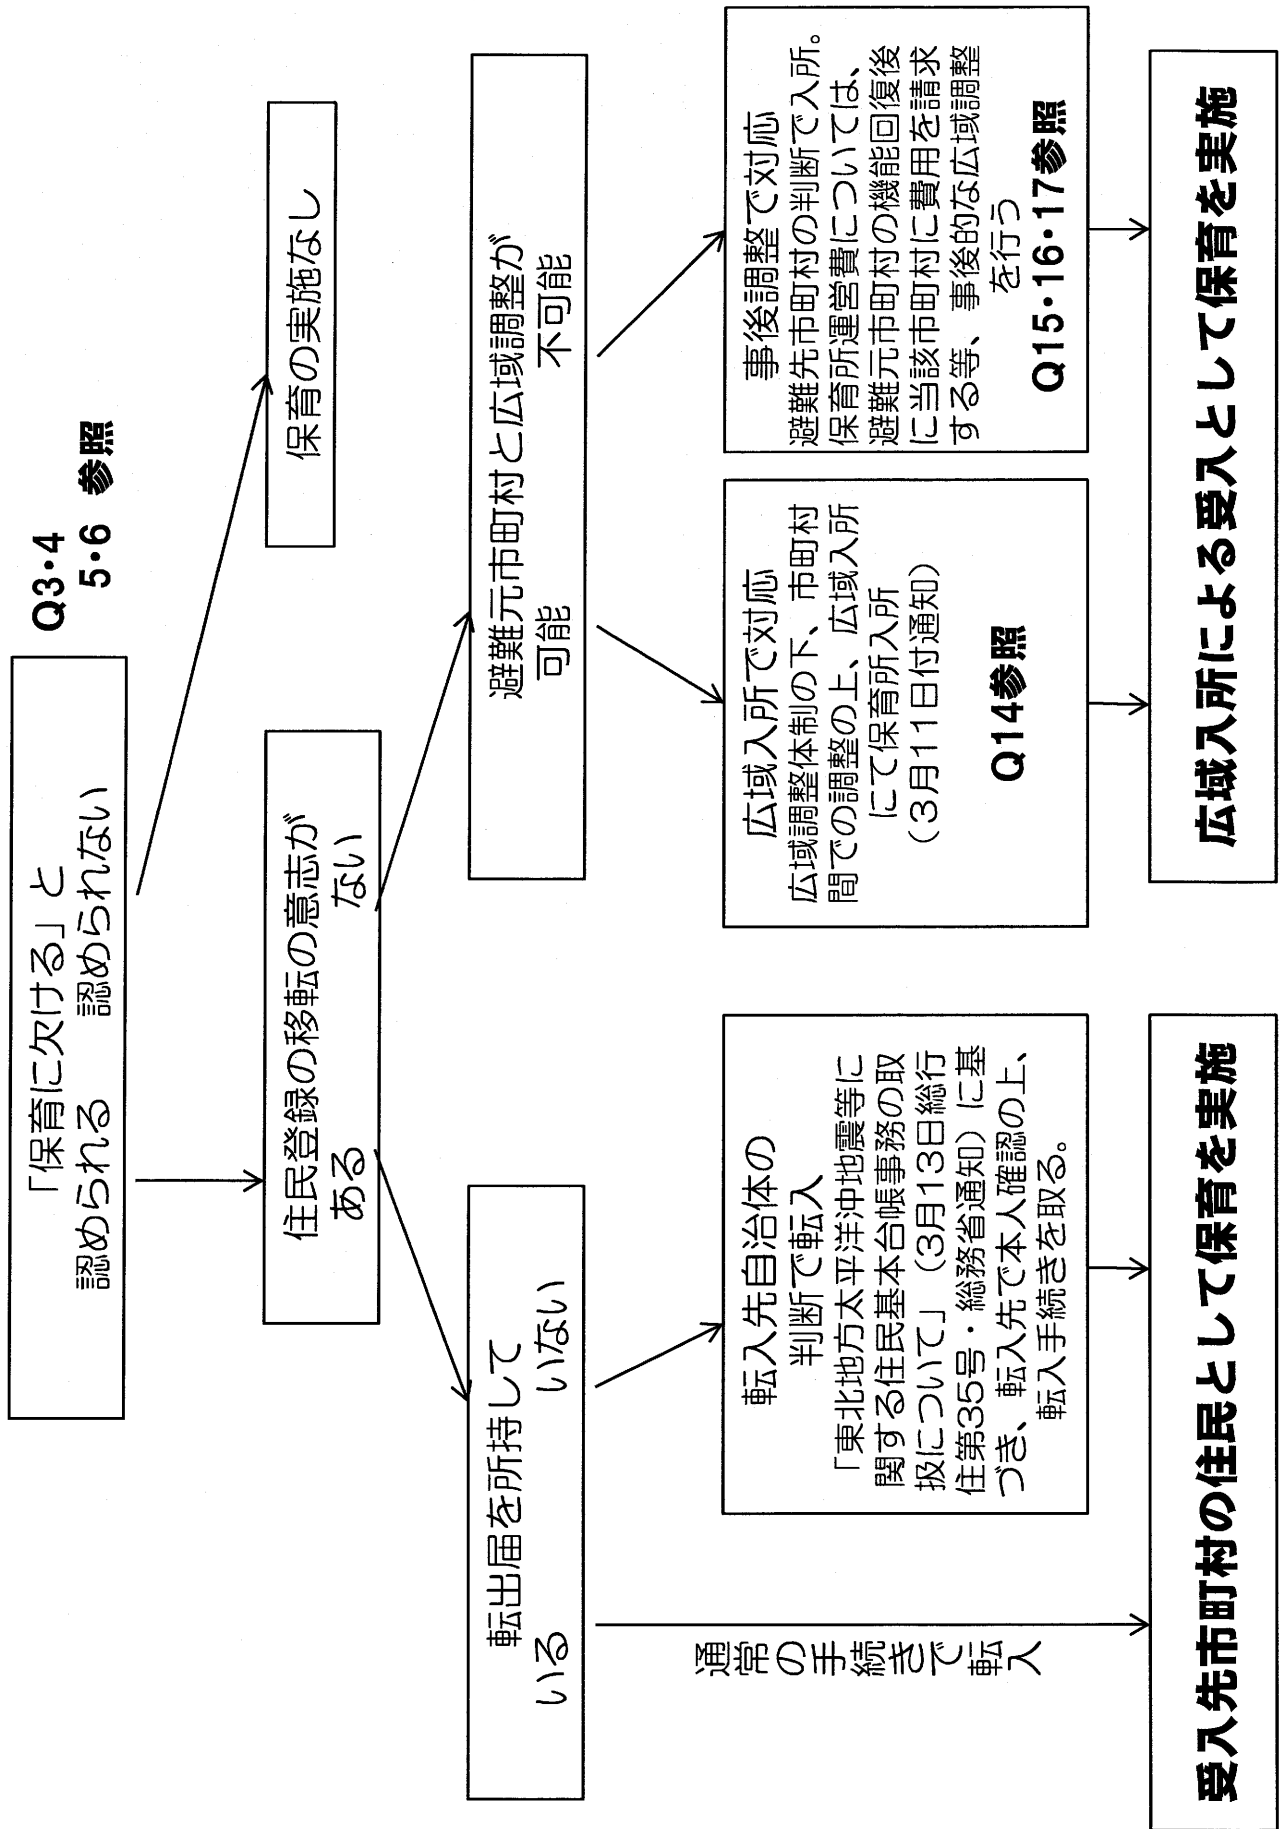 「保育に欠ける」と
認められる　認められない
Q3・4
5・6 参照
保育の実施なし
住民登録の移転の意志が
ある　ない
転出届を所持して
いる　いない
避難元市町村と広域調整が
可能　不可能
通常の手続きで転入
転入先自治体の
判断で転入
「東北地方太平洋沖地震等に
関する住民基本台帳事務の取
扱について」（3月13日総行
住第35号・総務省通知）に基
づき、転入先で本人確認の上、
転入手続きを取る。
広域入所で対応
広域調整体制の下、市町村
間での調整の上、広域入所
にて保育所入所
（3月11日付通知）
Q14参照
事後調整で対応
避難先市町村の判断で入所。
保育所運営費については、
避難元市町村の機能回復後
に当該市町村に費用を請求
する等、事後的な広域調整
を行う
Q15・16・17参照
受入先市町村の住民として保育を実施
広域入所による受入として保育を実施